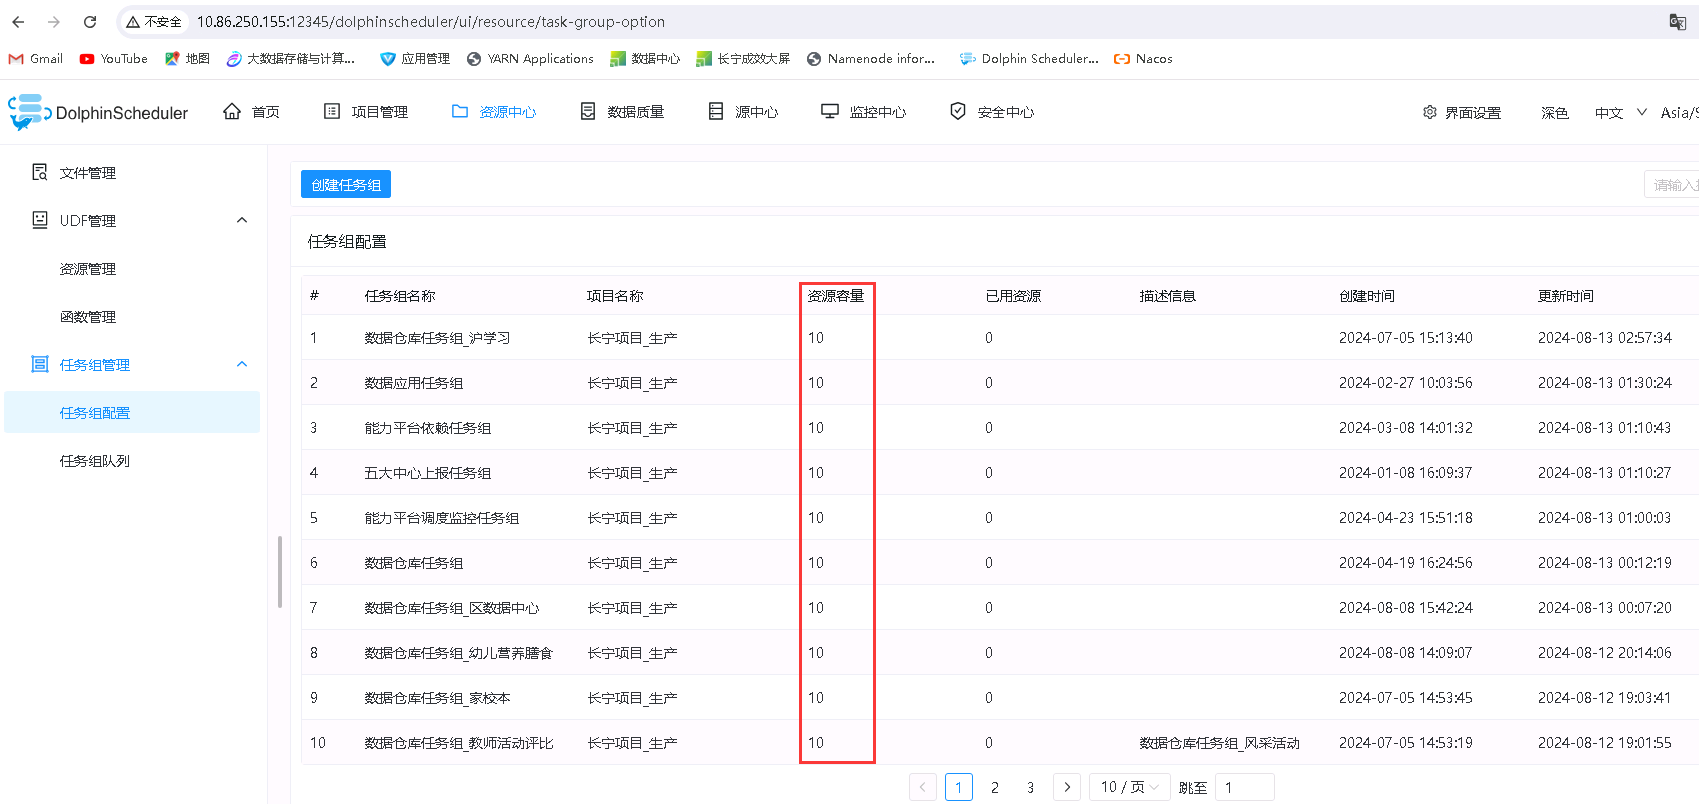 不安全 10.86.250.155:12345/dolphinscheduler/ui/resource/task-group-option
Gmail YouTube 地图 大数据存储与计算... 应用管理 YARN Applications 数据中心 长宁成效大屏 Namenode infor... Dolphin Scheduler... Nacos
DolphinScheduler 首页 项目管理 资源中心 数据质量 源中心 监控中心 安全中心 界面设置 深色 中文 Asia/S
文件管理
UDF管理
资源管理
函数管理
任务组管理
任务组配置
任务组队列
创建任务组 请输入
任务组配置
# 任务组名称 项目名称 资源容量 已用资源 描述信息 创建时间 更新时间
1 数据仓库任务组_沪学习 长宁项目_生产 10 0 2024-07-05 15:13:40 2024-08-13 02:57:34
2 数据应用任务组 长宁项目_生产 10 0 2024-02-27 10:03:56 2024-08-13 01:30:24
3 能力平台依赖任务组 长宁项目_生产 10 0 2024-03-08 14:01:32 2024-08-13 01:10:43
4 五大中心上报任务组 长宁项目_生产 10 0 2024-01-08 16:09:37 2024-08-13 01:10:27
5 能力平台调度监控任务组 长宁项目_生产 10 0 2024-04-23 15:51:18 2024-08-13 01:00:03
6 数据仓库任务组 长宁项目_生产 10 0 2024-04-19 16:24:56 2024-08-13 00:12:19
7 数据仓库任务组_区数据中心 长宁项目_生产 10 0 2024-08-08 15:42:24 2024-08-13 00:07:20
8 数据仓库任务组_幼儿营养膳食 长宁项目_生产 10 0 2024-08-08 14:09:07 2024-08-12 20:14:06
9 数据仓库任务组_家校本 长宁项目_生产 10 0 2024-07-05 14:53:45 2024-08-12 19:03:41
10 数据仓库任务组_教师活动评比 长宁项目_生产 10 0 数据仓库任务组_风采活动 2024-07-05 14:53:19 2024-08-12 19:01:55
1 2 3 10 / 页 跳至 1